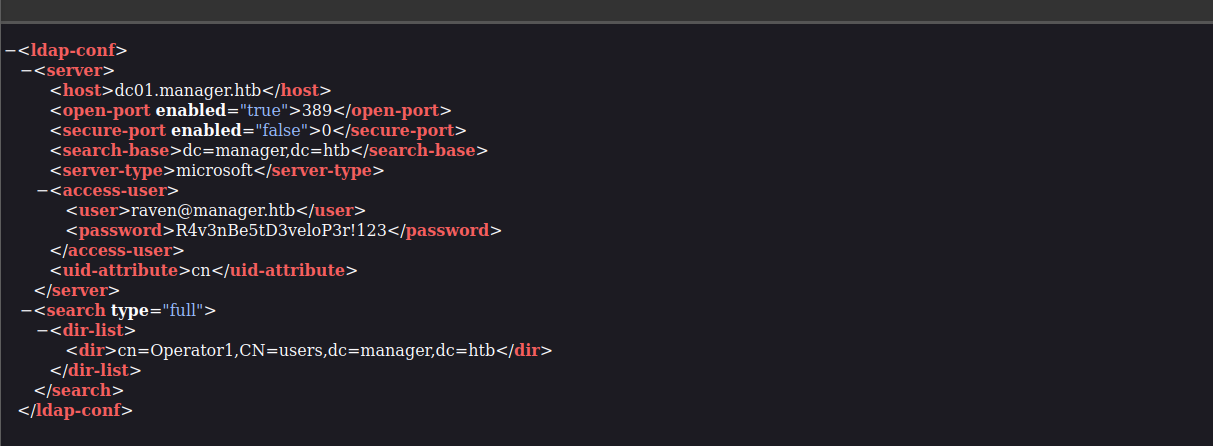 −<ldap-conf>
−<server>
<host>dc01.manager.htb</host>
<open-port enabled="true">389</open-port>
<secure-port enabled="false">0</secure-port>
<search-base>dc=manager,dc=htb</search-base>
<server-type>microsoft</server-type>
−<access-user>
<user>raven@manager.htb</user>
<password>R4v3nBe5tD3veloP3r!123</password>
</access-user>
<uid-attribute>cn</uid-attribute>
</server>
−<search type="full">
−<dir-list>
<dir>cn=Operator1,CN=users,dc=manager,dc=htb</dir>
</dir-list>
</search>
</ldap-conf>